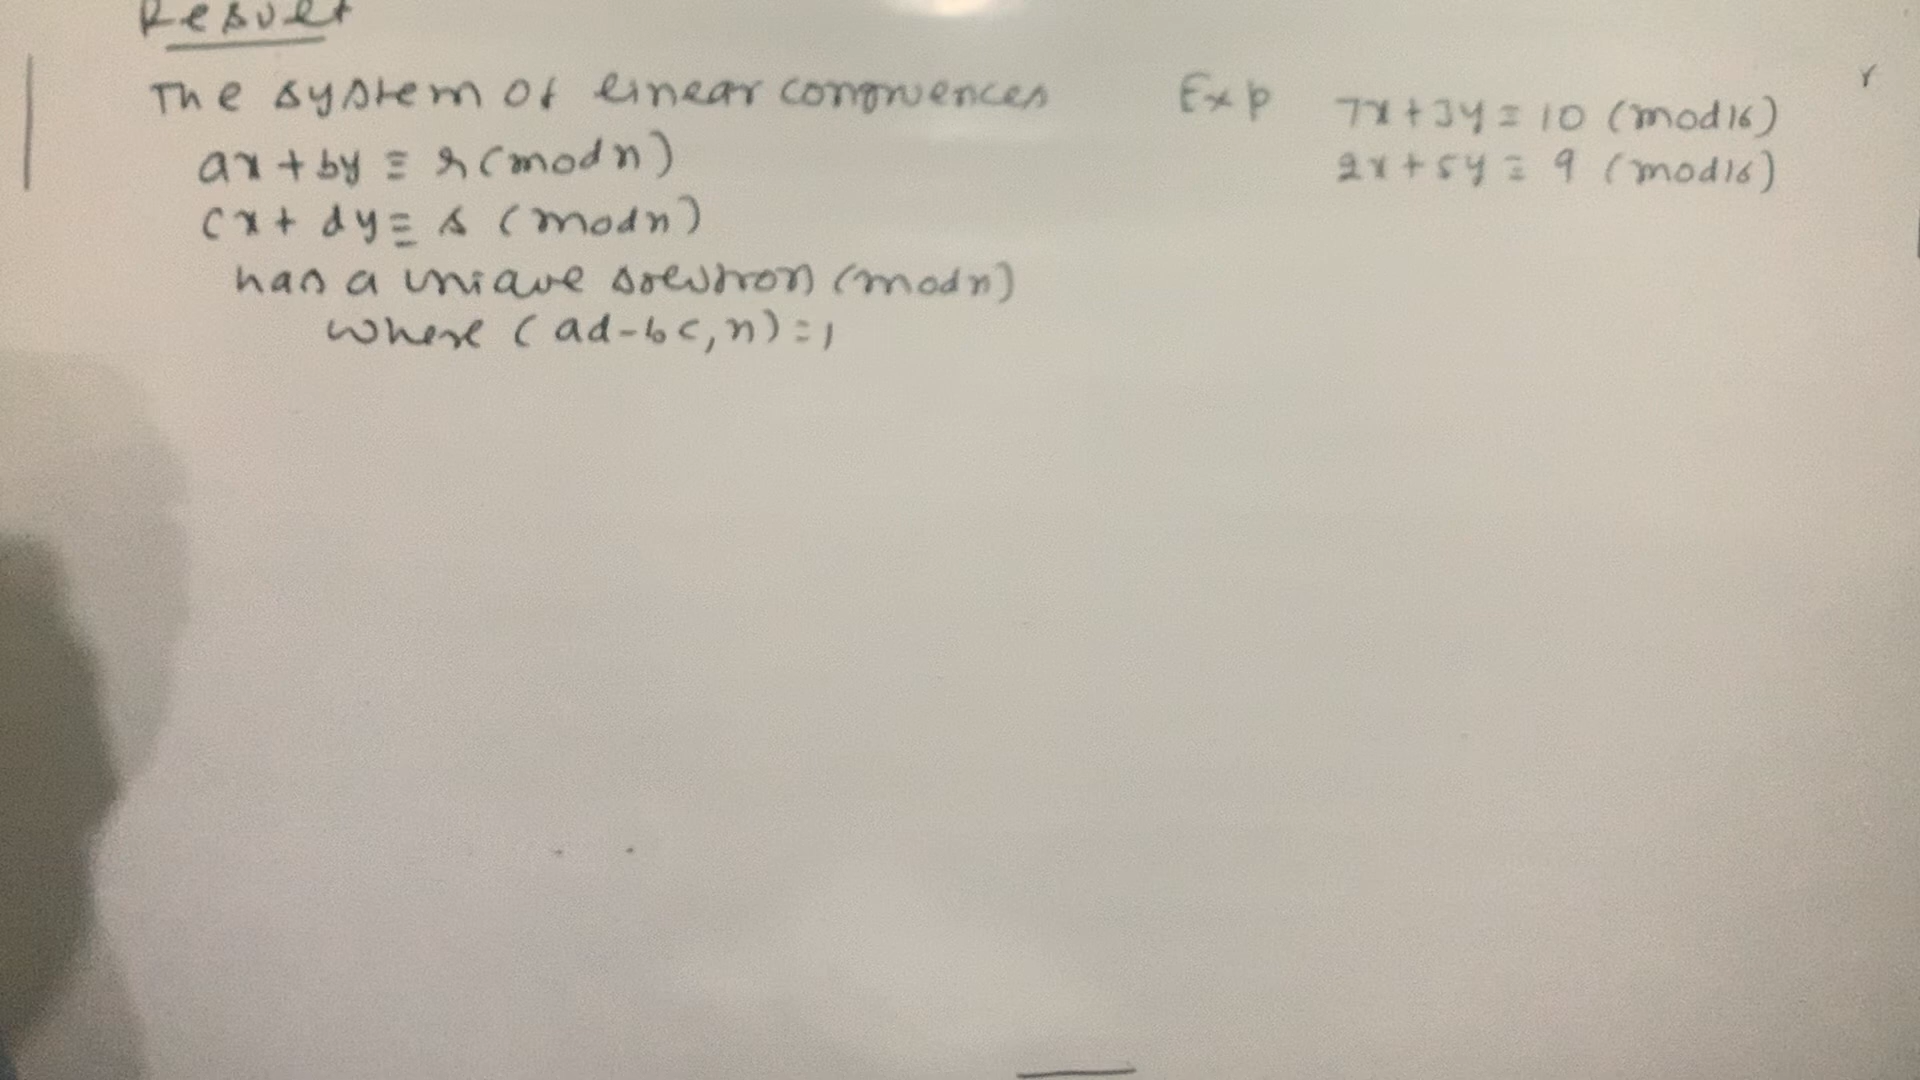 Result
The system of linear congruences
ax + by ≡ r (mod n)
cx + dy ≡ s (mod n)
has a unique solution (mod n)
where (ad-bc, n) = 1
Exp 7x + 3y ≡ 10 (mod 16)
2x + 5y ≡ 9 (mod 16)